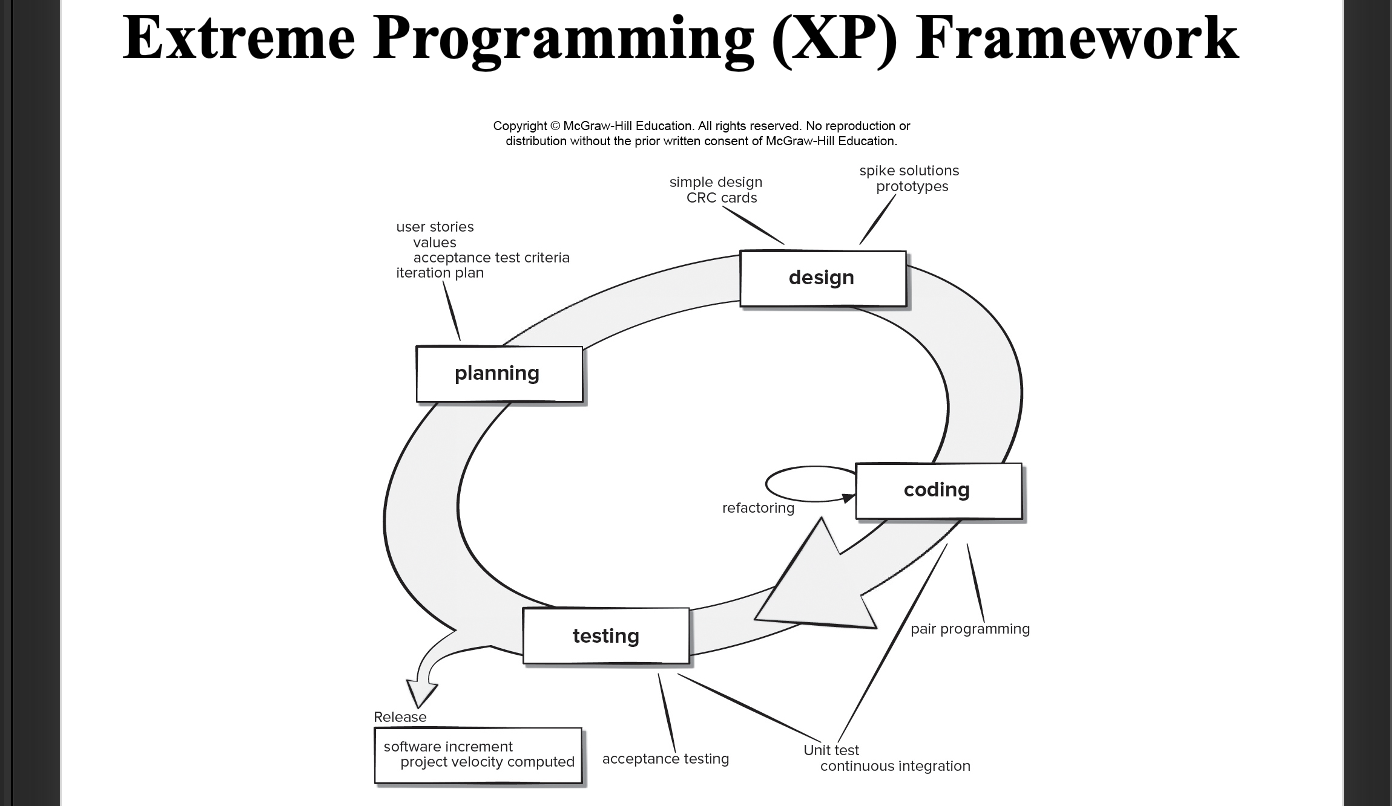 Extreme Programming (XP) Framework
Copyright © McGraw-Hill Education. All rights reserved. No reproduction or
distribution without the prior written consent of McGraw-Hill Education.
spike solutions
prototypes
simple design
CRC cards
user stories
values
acceptance test criteria
iteration plan
design
planning
coding
refactoring
pair programming
testing
Release
software increment
project velocity computed
acceptance testing
Unit test
continuous integration